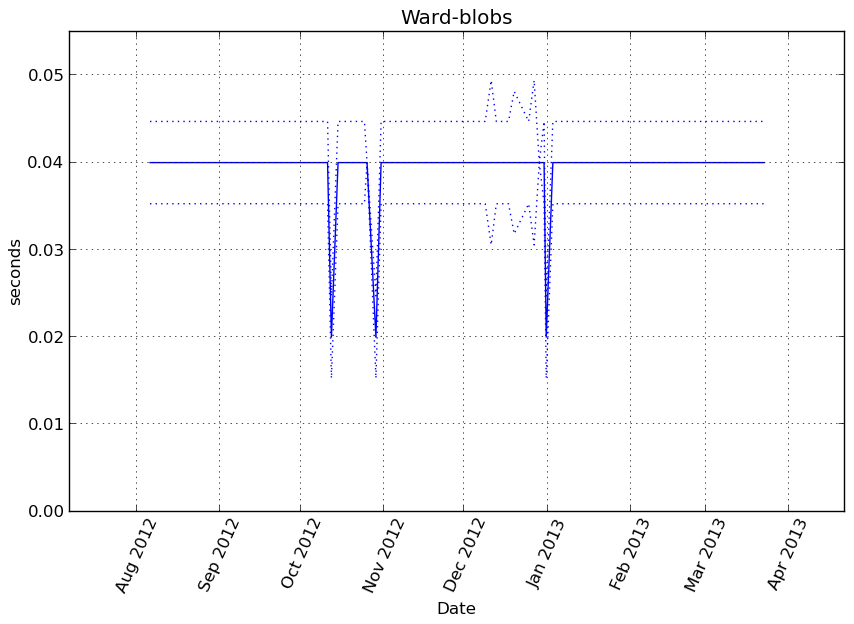 Ward-blobs
0.05
0.04
0.03
0.02
0.01
0.00
seconds
Aug 2012
Sep 2012
Oct 2012
Nov 2012
Dec 2012
Jan 2013
Feb 2013
Mar 2013
Apr 2013
Date